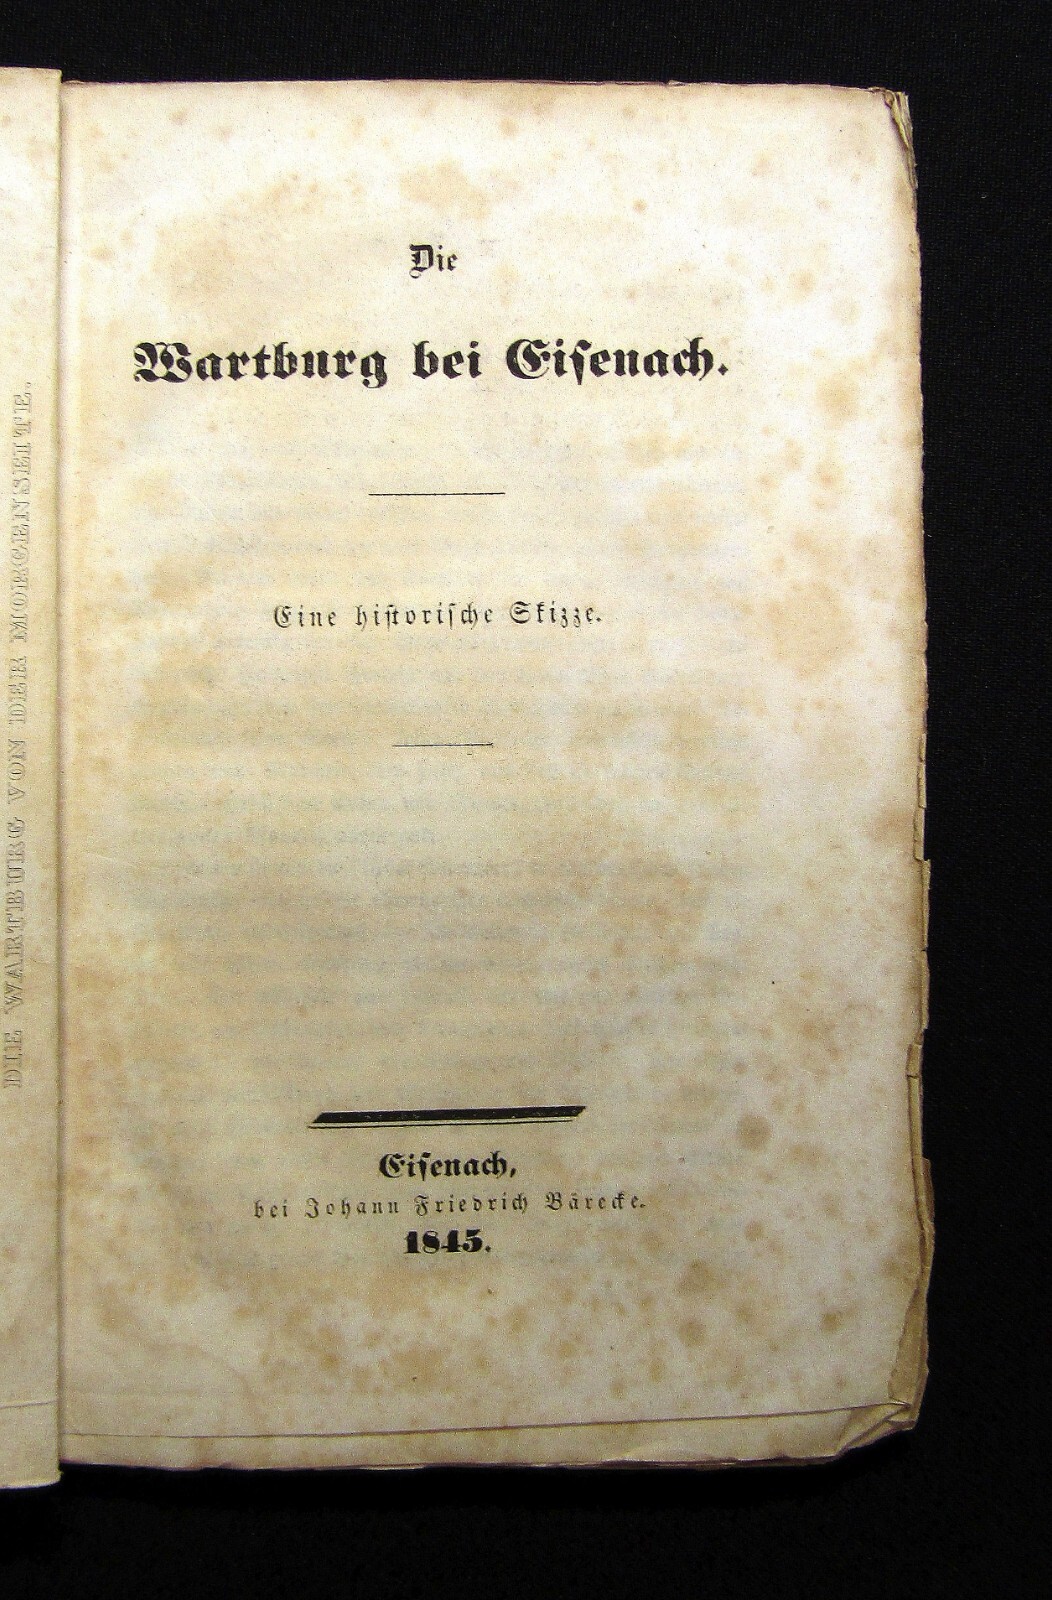 DIE WARTBURG VON DER MORGENSEITE.
Die
Wartburg bei Eiſenach.
Eine hiſtoriſche Skizze.
Eiſenach,
bei Johann Friedrich Bärecke.
1845.